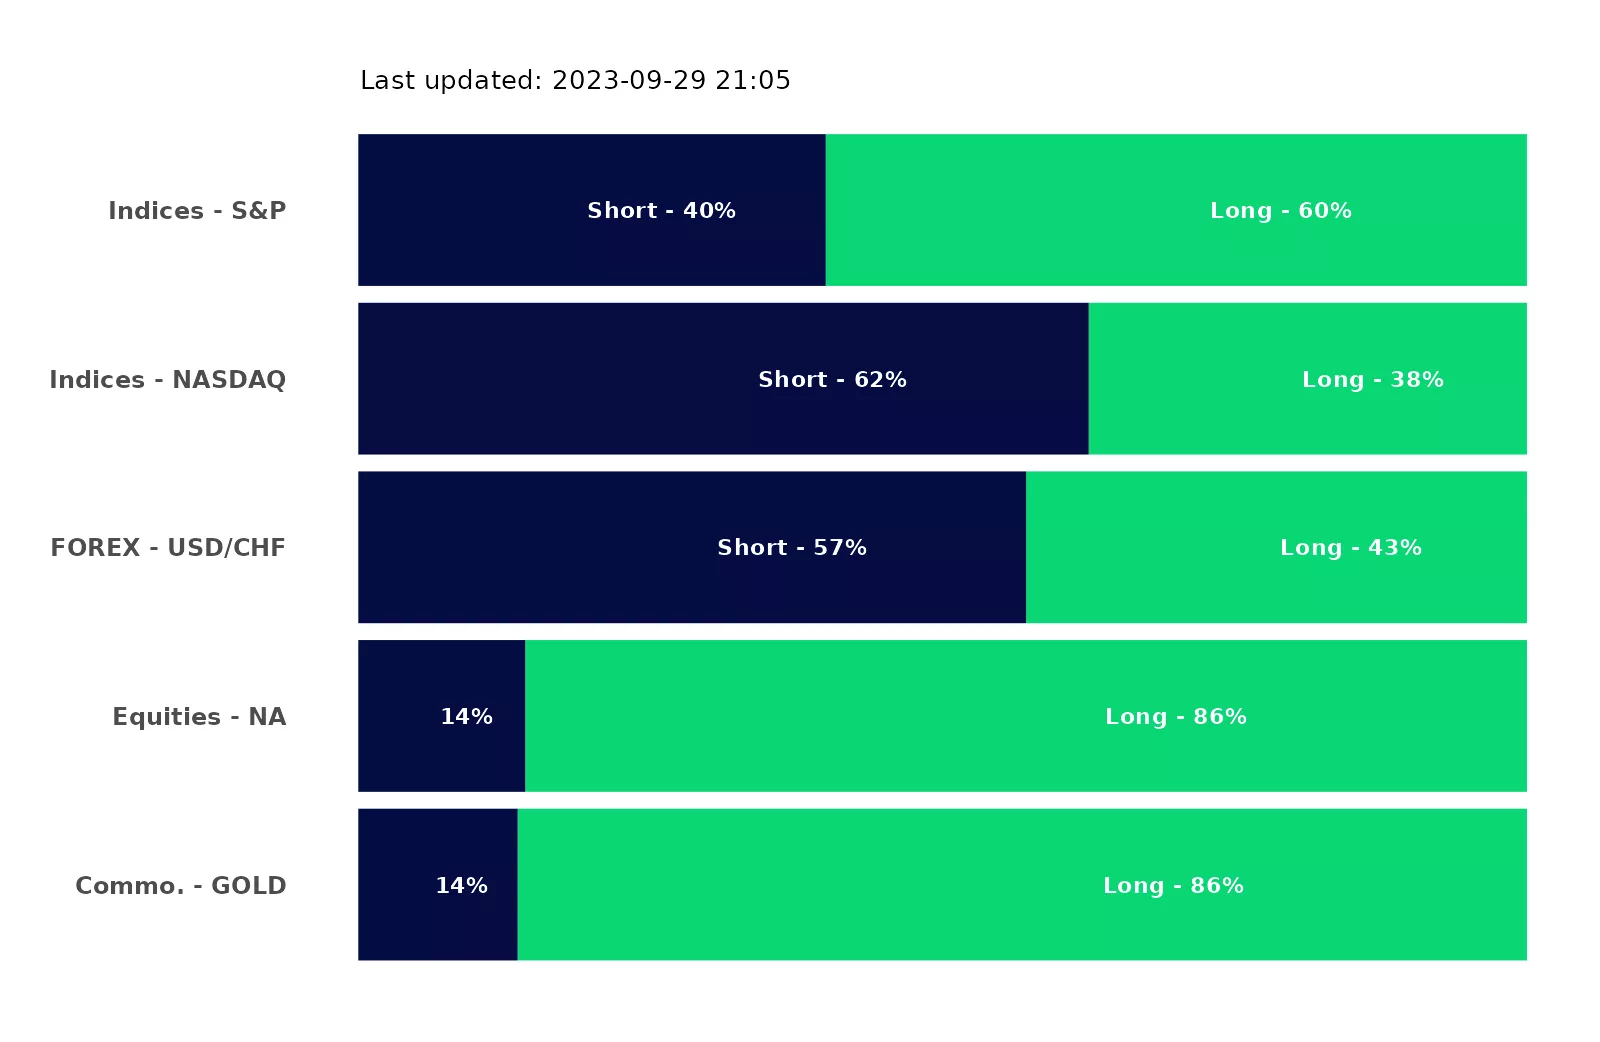 Last updated: 2023-09-29 21:05
Indices - S&P Short - 40% Long - 60%
Indices - NASDAQ Short - 62% Long - 38%
FOREX - USD/CHF Short - 57% Long - 43%
Equities - NA 14% Long - 86%
Commo. - GOLD 14% Long - 86%